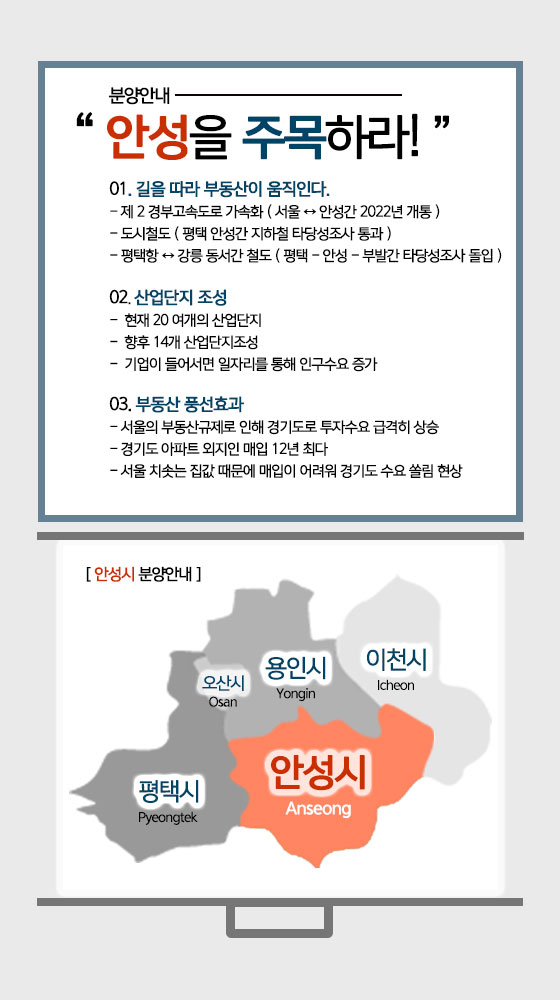 분양안내
“ 안성을 주목하라! ”
01. 길을 따라 부동산이 움직인다.
- 제 2 경부고속도로 가속화 ( 서울 ↔ 안성간 2022년 개통 )
- 도시철도 ( 평택 안성간 지하철 타당성조사 통과 )
- 평택항 ↔ 강릉 동서간 철도 ( 평택 - 안성 - 부발간 타당성조사 돌입 )
02. 산업단지 조성
- 현재 20 여개의 산업단지
- 향후 14개 산업단지조성
- 기업이 들어서면 일자리를 통해 인구수요 증가
03. 부동산 풍선효과
- 서울의 부동산규제로 인해 경기도로 투자수요 급격히 상승
- 경기도 아파트 외지인 매입 12년 최다
- 서울 치솟는 집값 때문에 매입이 어려워 경기도 수요 쏠림 현상
[ 안성시 분양안내 ]
이천시
Icheon
용인시
Yongin
오산시
Osan
안성시
Anseong
평택시
Pyeongtek